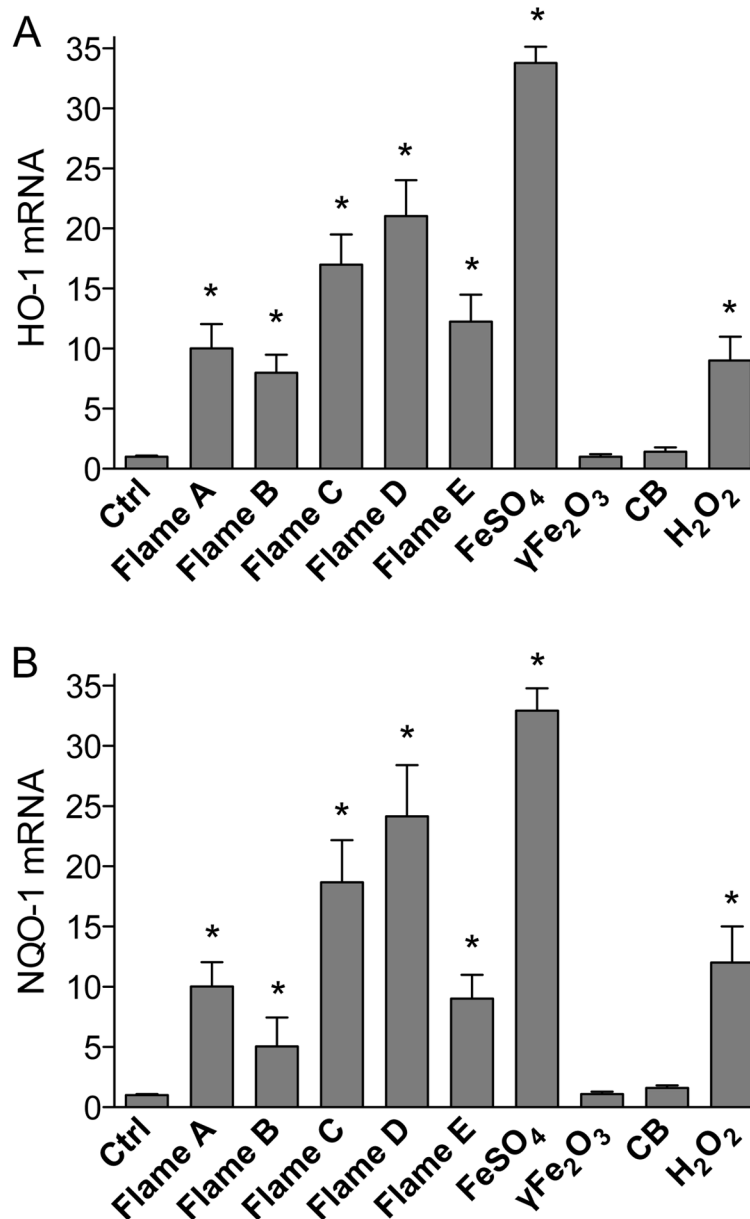 A
HO-1 mRNA
35
30
25
20
15
10
5
0
* * * * * * *
Ctrl
Flame A
Flame B
Flame C
Flame D
Flame E
FeSO₄
γFe₂O₃
CB
H₂O₂
B
NQO-1 mRNA
35
30
25
20
15
10
5
0
* * * * * * *
Ctrl
Flame A
Flame B
Flame C
Flame D
Flame E
FeSO₄
γFe₂O₃
CB
H₂O₂